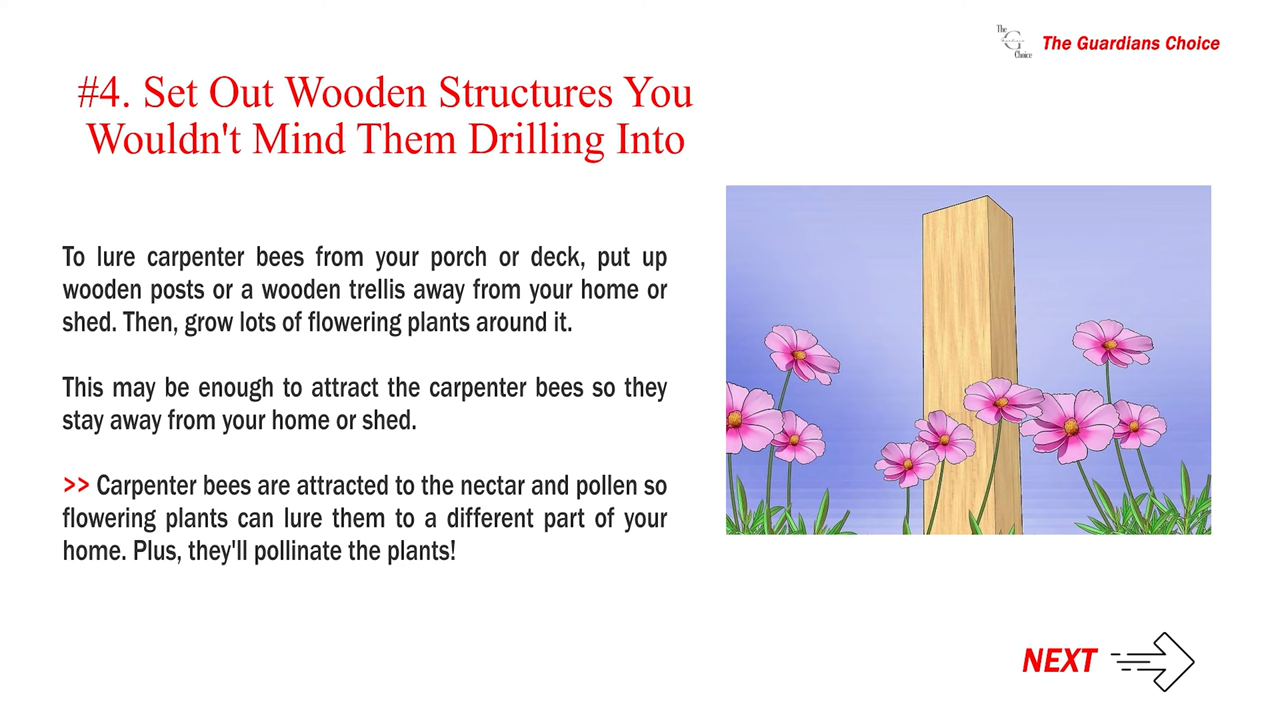 The
G
Choice
The Guardians Choice
#4. Set Out Wooden Structures You
Wouldn't Mind Them Drilling Into
To lure carpenter bees from your porch or deck, put up
wooden posts or a wooden trellis away from your home or
shed. Then, grow lots of flowering plants around it.
This may be enough to attract the carpenter bees so they
stay away from your home or shed.
>> Carpenter bees are attracted to the nectar and pollen so
flowering plants can lure them to a different part of your
home. Plus, they'll pollinate the plants!
NEXT